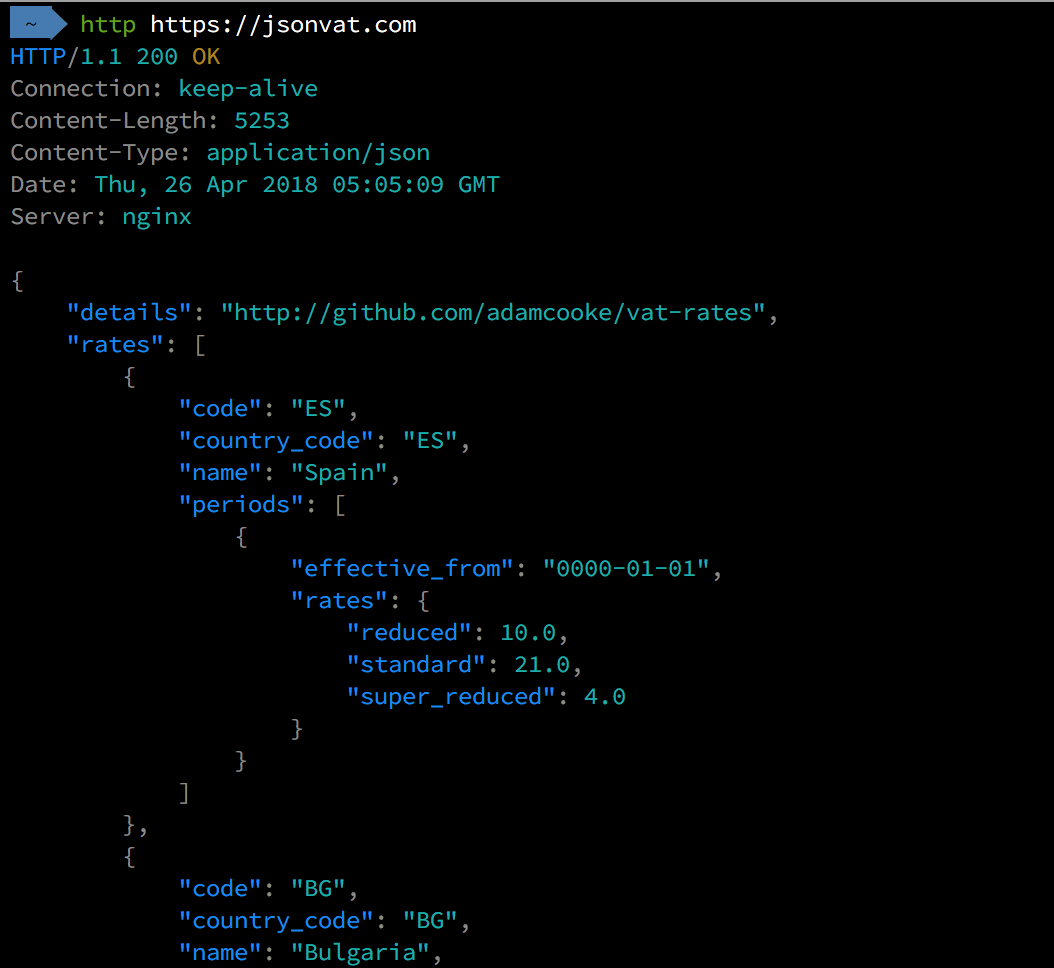 ~ http https://jsonvat.com
HTTP/1.1 200 OK
Connection: keep-alive
Content-Length: 5253
Content-Type: application/json
Date: Thu, 26 Apr 2018 05:05:09 GMT
Server: nginx

{
    "details": "http://github.com/adamcooke/vat-rates",
    "rates": [
        {
            "code": "ES",
            "country_code": "ES",
            "name": "Spain",
            "periods": [
                {
                    "effective_from": "0000-01-01",
                    "rates": {
                        "reduced": 10.0,
                        "standard": 21.0,
                        "super_reduced": 4.0
                    }
                }
            ]
        },
        {
            "code": "BG",
            "country_code": "BG",
            "name": "Bulgaria",